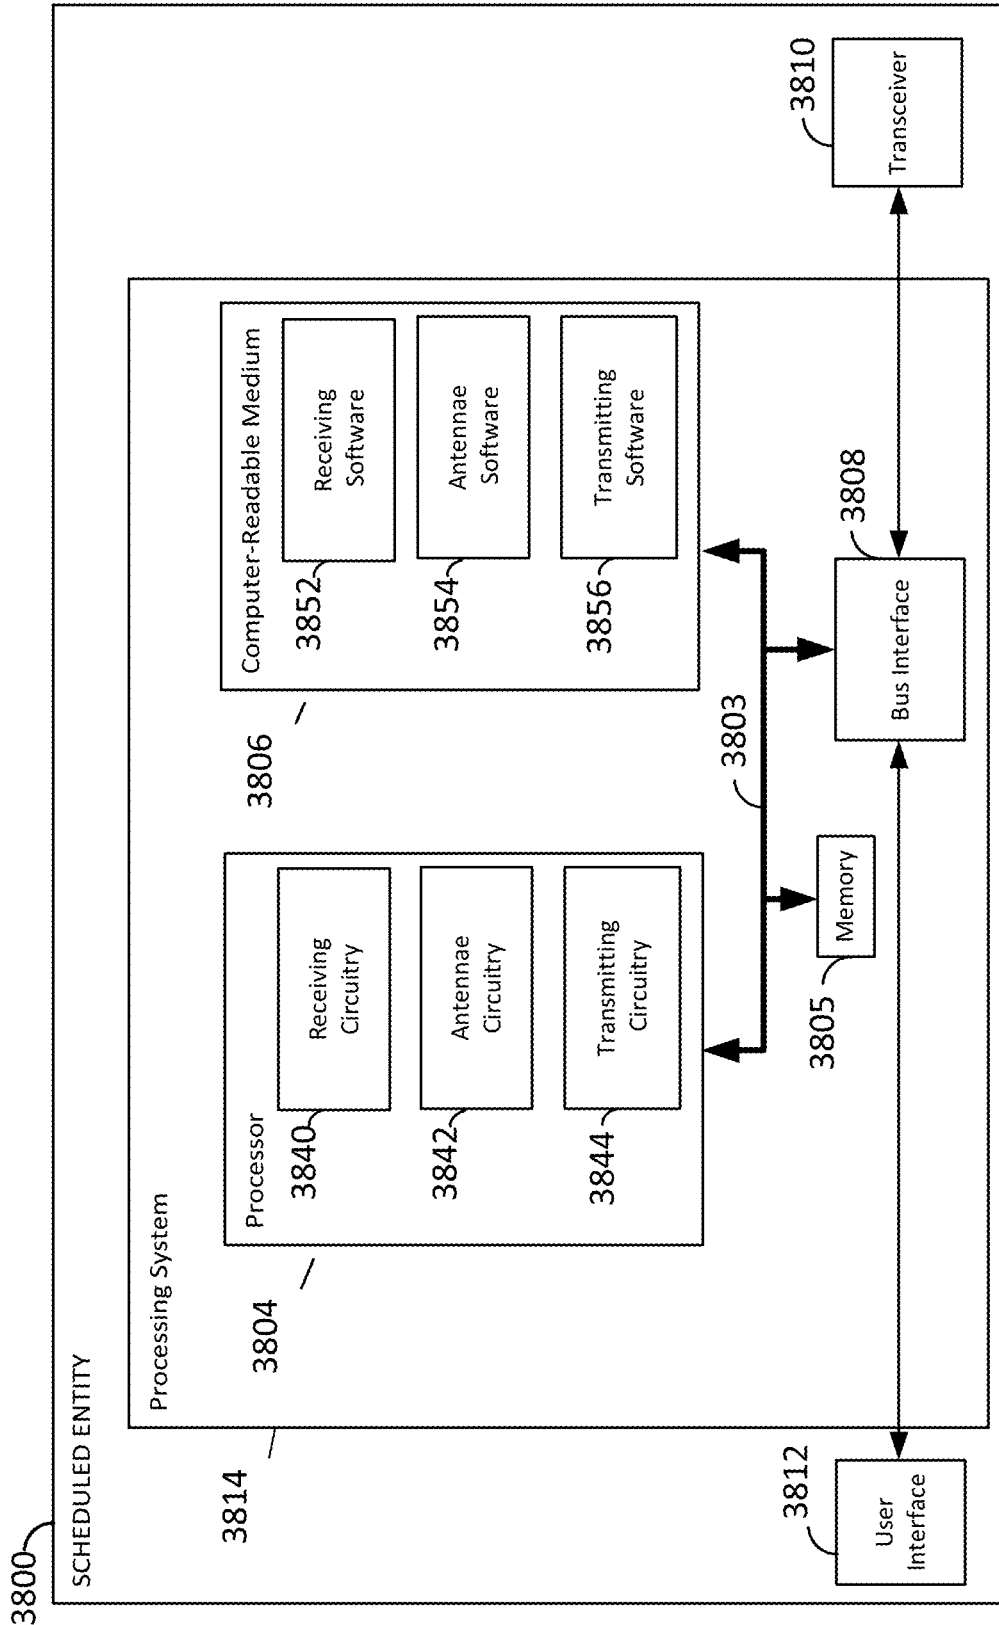 3800
SCHEDULED ENTITY
3814
Processing System
3804
Processor
3840
Receiving
Circuitry
3842
Antennae
Circuitry
3844
Transmitting
Circuitry
3806
Computer-Readable Medium
3852
Receiving
Software
3854
Antennae
Software
3856
Transmitting
Software
3803
3805
Memory
3812
User
Interface
3808
Bus Interface
3810
Transceiver